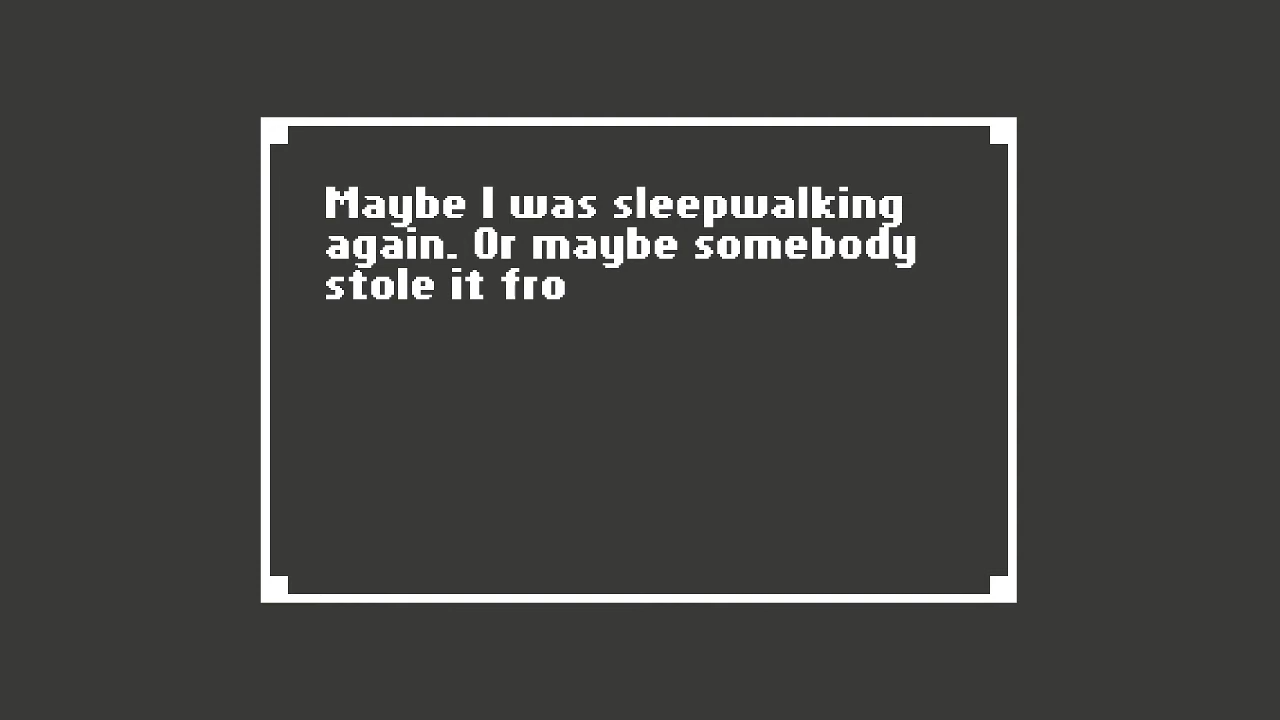 Maybe I was sleepwalking
again. Or maybe somebody
stole it fro